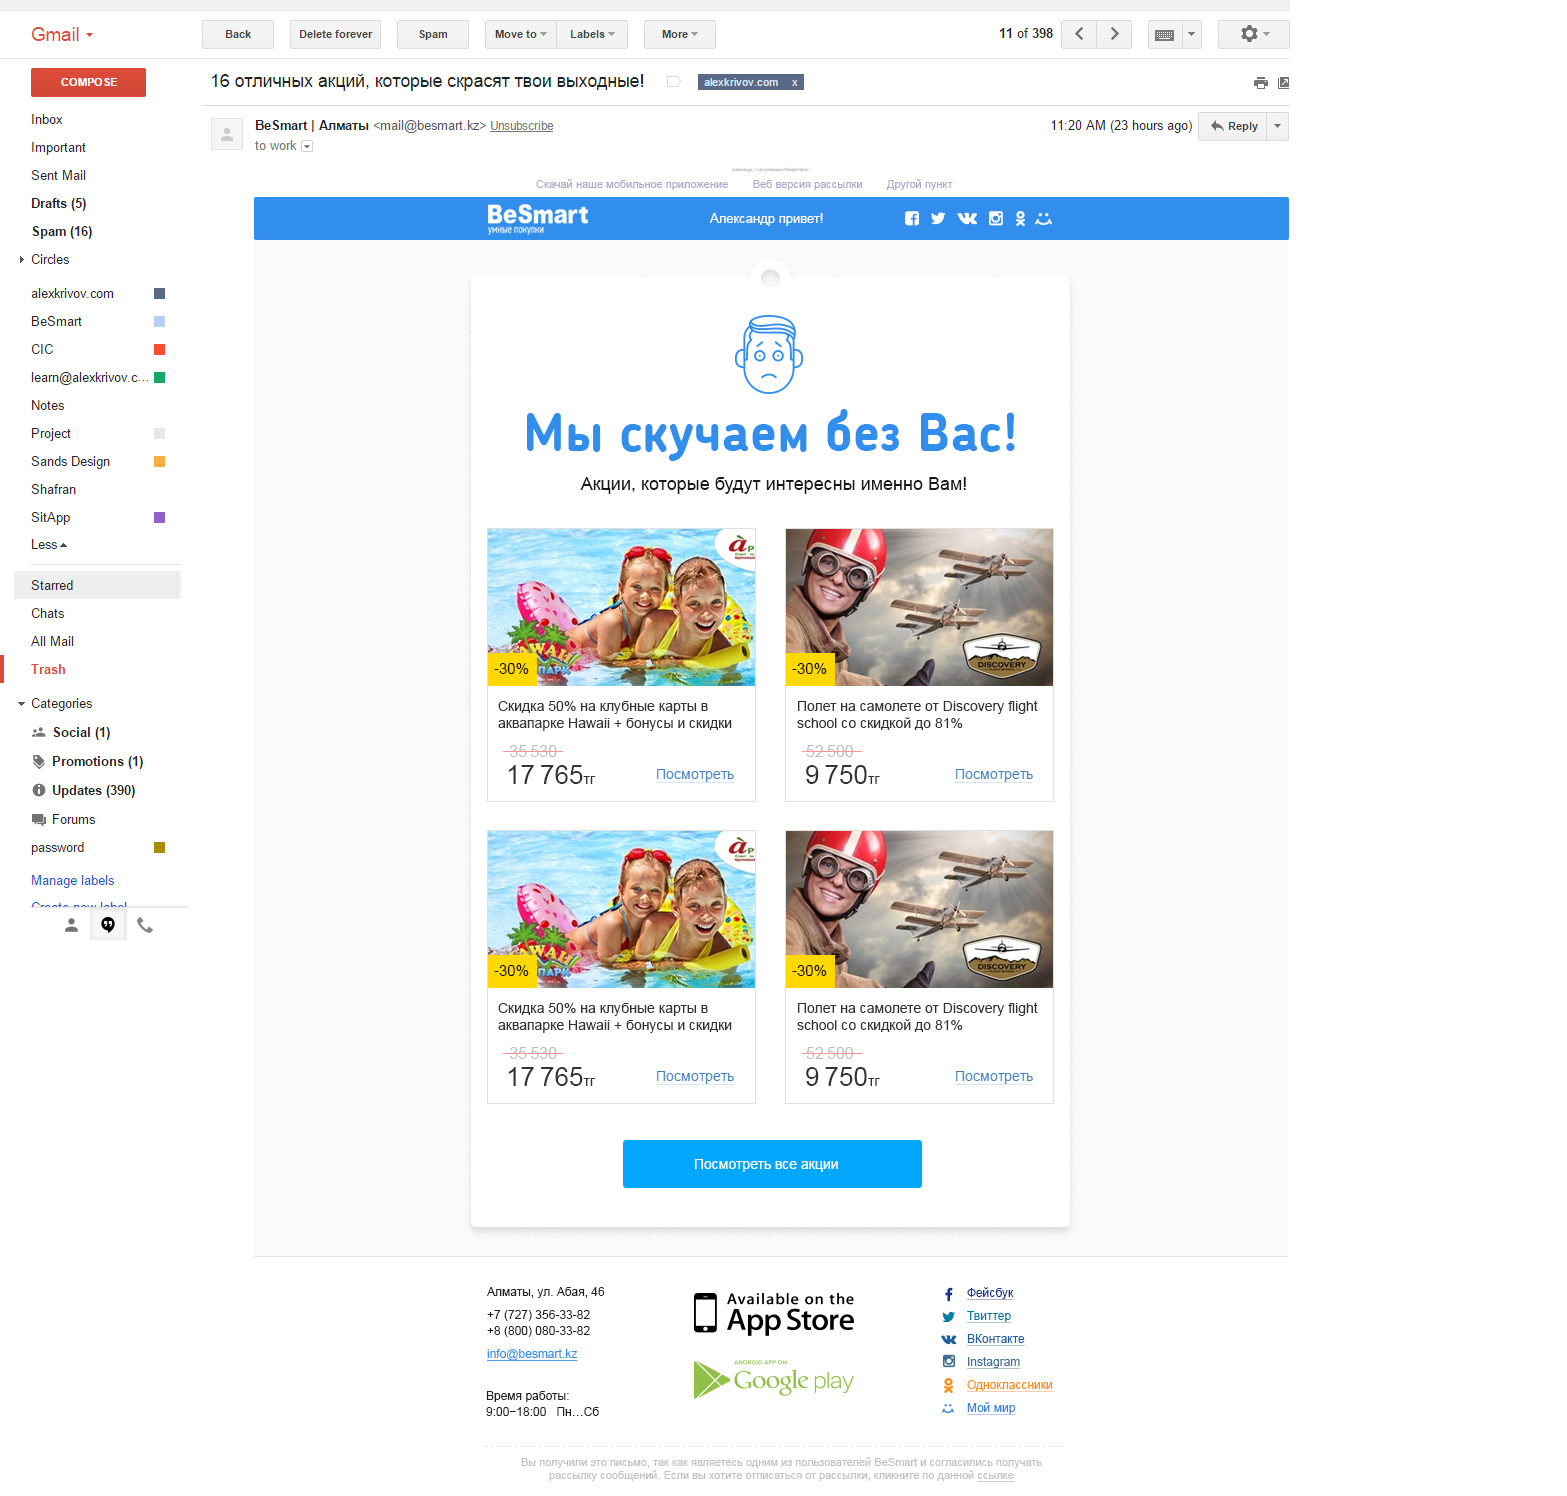 Gmail
Back
Delete forever
Spam
Move to
Labels
More
11 of 398
COMPOSE
16 отличных акций, которые скрасят твои выходные!
alexkrivov.com x
BeSmart | Алматы <mail@besmart.kz> Unsubscribe
11:20 AM (23 hours ago)
Reply
to work
Inbox
Important
Sent Mail
Drafts (5)
Spam (16)
Circles
alexkrivov.com
BeSmart
CIC
learn@alexkrivov.c...
Notes
Project
Sands Design
Shafran
SitApp
Less
Starred
Chats
All Mail
Trash
Categories
Social (1)
Promotions (1)
Updates (390)
Forums
password
Manage labels
Create new label
Скачай наше мобильное приложение
Веб версия рассылки
Другой пункт
BeSmart
умные покупки
Александр привет!
Мы скучаем без Вас!
Акции, которые будут интересны именно Вам!
-30%
Скидка 50% на клубные карты в
аквапарке Hawaii + бонусы и скидки
35 530
17 765тг
Посмотреть
DISCOVERY
-30%
Полет на самолете от Discovery flight
school со скидкой до 81%
52 500
9 750тг
Посмотреть
-30%
Скидка 50% на клубные карты в
аквапарке Hawaii + бонусы и скидки
35 530
17 765тг
Посмотреть
DISCOVERY
-30%
Полет на самолете от Discovery flight
school со скидкой до 81%
52 500
9 750тг
Посмотреть
Посмотреть все акции
Алматы, ул. Абая, 46
+7 (727) 356-33-82
+8 (800) 080-33-82
info@besmart.kz
Время работы:
9:00–18:00 Пн...Сб
Available on the
App Store
ANDROID APP ON
Google play
Фейсбук
Твиттер
ВКонтакте
Instagram
Одноклассники
Мой мир
Вы получили это письмо, так как являетесь одним из пользователей BeSmart и согласились получать
рассылку сообщений. Если вы хотите отписаться от рассылки, кликните по данной ссылке